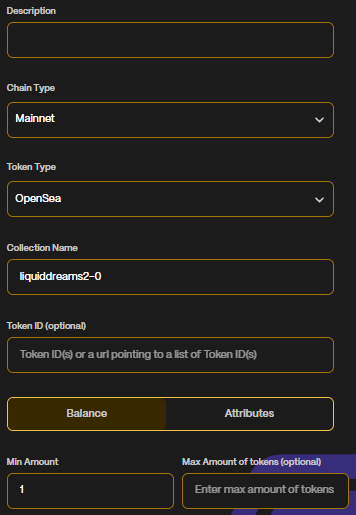 Description
Chain Type
Mainnet
Token Type
OpenSea
Collection Name
liquiddreams2-0
Token ID (optional)
Token ID(s) or a url pointing to a list of Token ID(s)
Balance Attributes
Min Amount Max Amount of tokens (optional)
1 Enter max amount of tokens